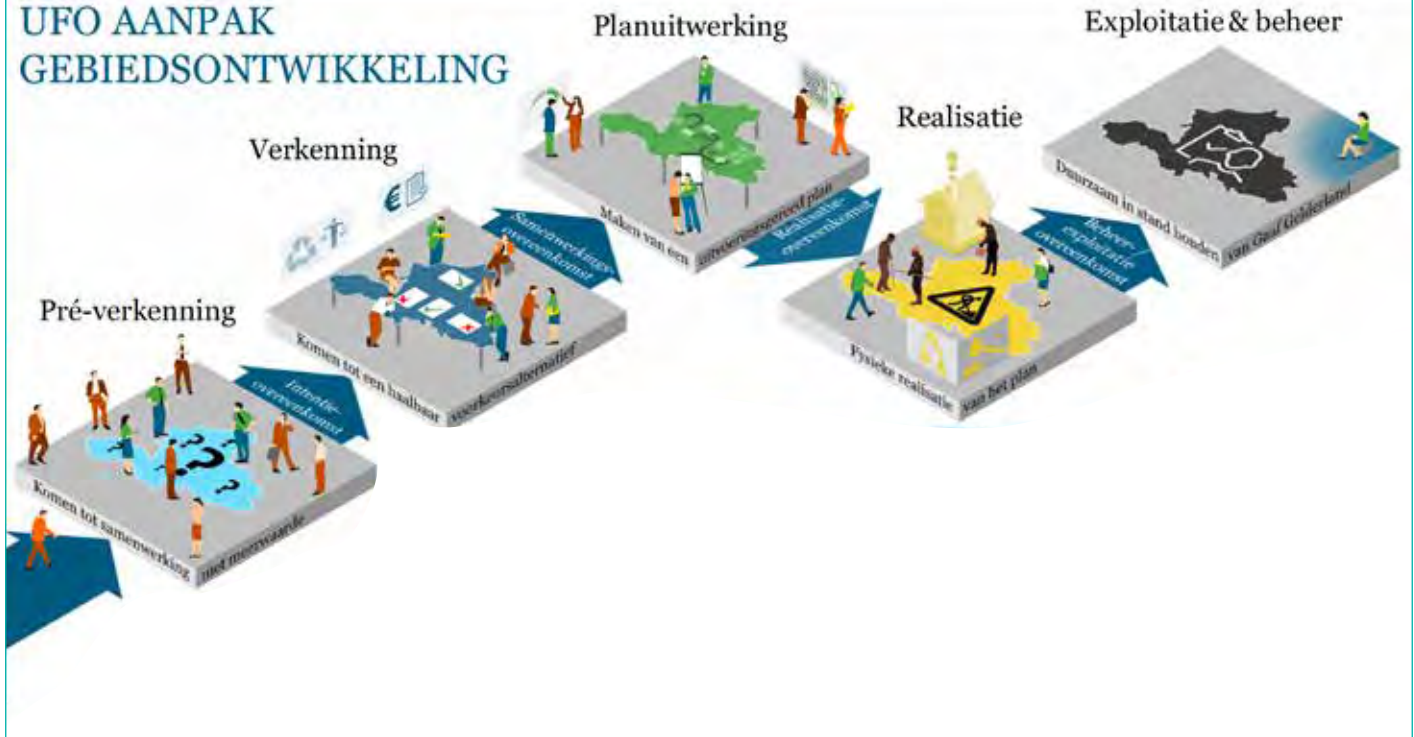 UFO AANPAK
GEBIEDSONTWIKKELING
Pré-verkenning
Komen tot samenwerking
met meerwaarde
Intentie-
overeenkomst
Verkenning
€
Komen tot een haalbaar
voorkeursalternatief
Samenwerkings-
overeenkomst
Planuitwerking
Maken van een
uitvoeringsgereed plan
Realisatie-
overeenkomst
Realisatie
Fysieke realisatie
van het plan
Beheer-
exploitatie
overeenkomst
Exploitatie & beheer
Duurzaam in stand houden
van Gaaf Gelderland